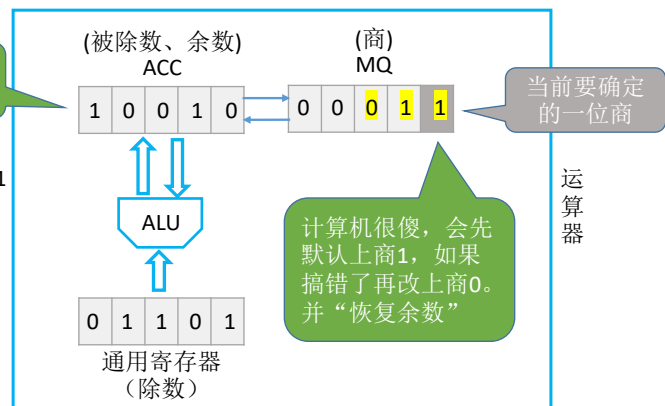 (被除数、余数)
ACC
(商)
MQ
1 0 0 1 0
0 0 0 1 1
当前要确定
的一位商
1
ALU
计算机很傻，会先
默认上商1，如果
搞错了再改上商0。
并“恢复余数”
运
算
器
0 1 1 0 1
通用寄存器
（除数）